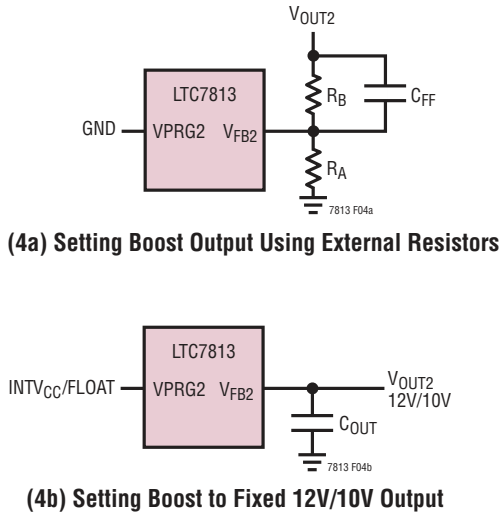 VOUT2
LTC7813
RB
CFF
GND
VPRG2 VFB2
RA
7813 F04a
(4a) Setting Boost Output Using External Resistors
LTC7813
INTVCC/FLOAT
VPRG2 VFB2
VOUT2
12V/10V
COUT
7813 F04b
(4b) Setting Boost to Fixed 12V/10V Output